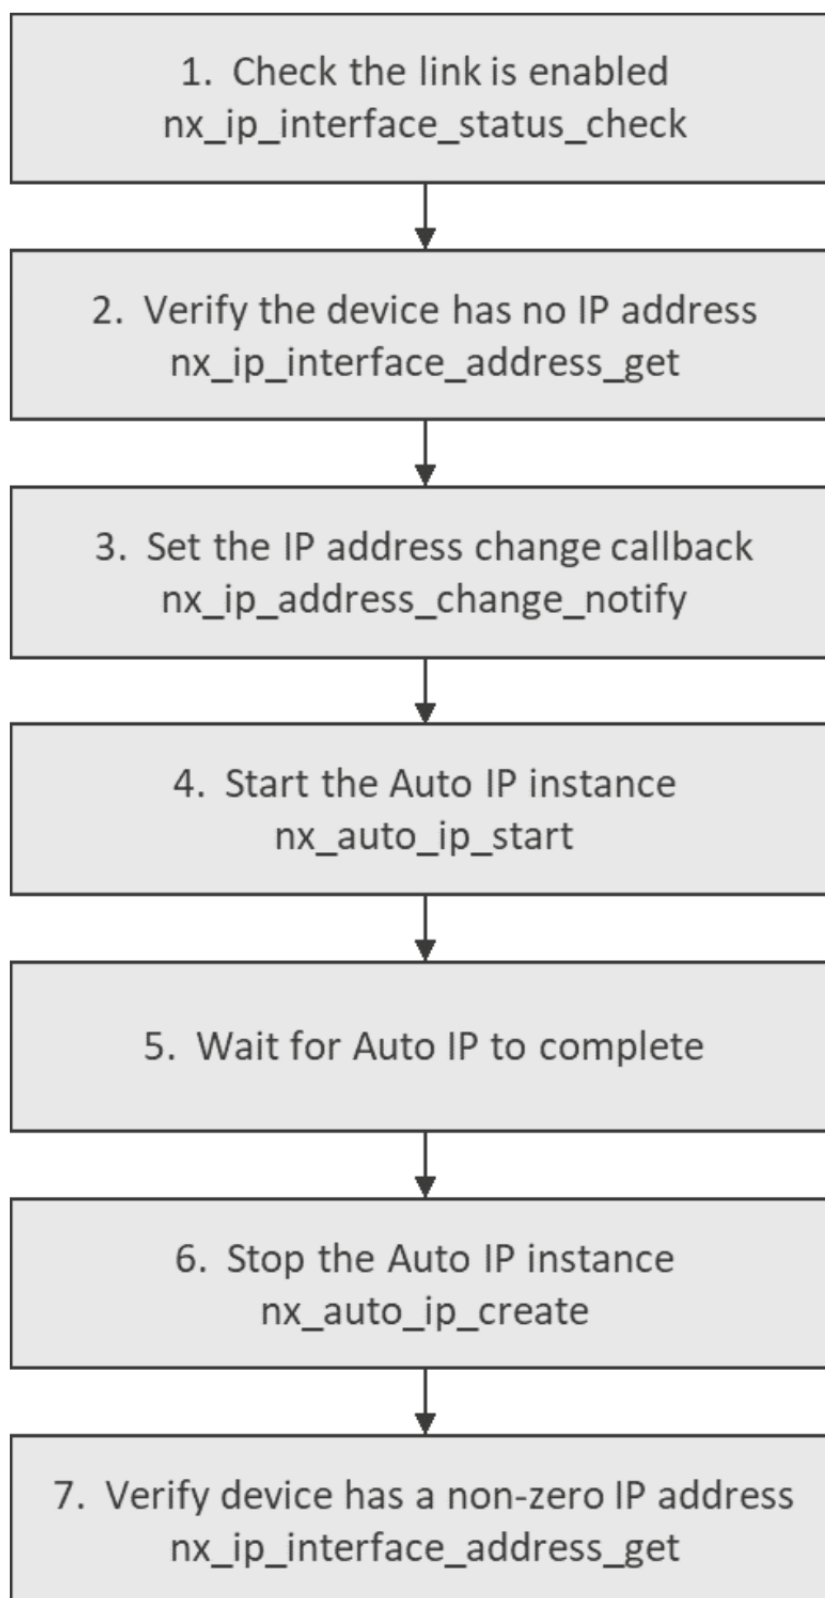 1. Check the link is enabled
nx_ip_interface_status_check
2. Verify the device has no IP address
nx_ip_interface_address_get
3. Set the IP address change callback
nx_ip_address_change_notify
4. Start the Auto IP instance
nx_auto_ip_start
5. Wait for Auto IP to complete
6. Stop the Auto IP instance
nx_auto_ip_create
7. Verify device has a non-zero IP address
nx_ip_interface_address_get